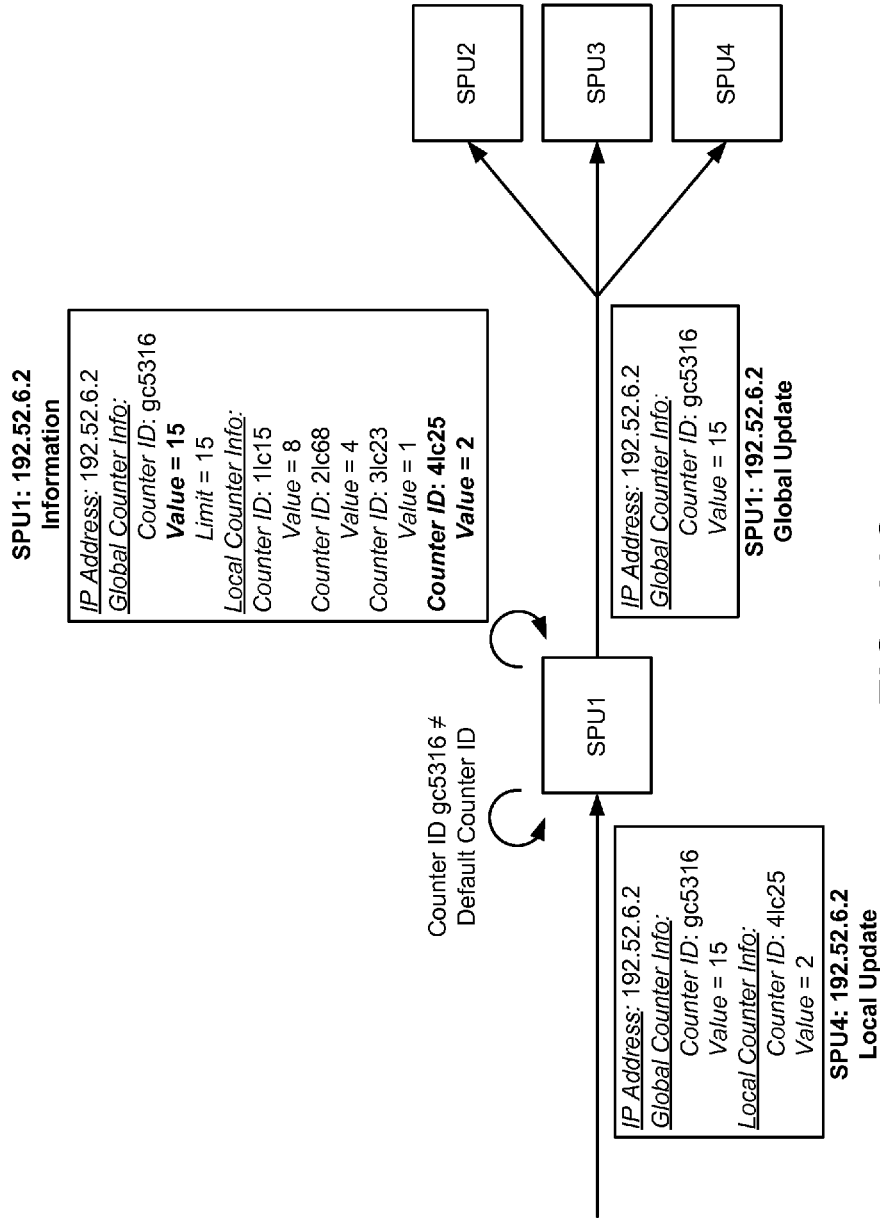 SPU1: 192.52.6.2
Information
IP Address: 192.52.6.2
Global Counter Info:
Counter ID: gc5316
Value = 15
Limit = 15
Local Counter Info:
Counter ID: 1lc15
Value = 8
Counter ID: 2lc68
Value = 4
Counter ID: 3lc23
Value = 1
Counter ID: 4lc25
Value = 2
Counter ID gc5316 ≠
Default Counter ID
SPU1
SPU2
SPU3
SPU4
IP Address: 192.52.6.2
Global Counter Info:
Counter ID: gc5316
Value = 15
Local Counter Info:
Counter ID: 4lc25
Value = 2
SPU4: 192.52.6.2
Local Update
IP Address: 192.52.6.2
Global Counter Info:
Counter ID: gc5316
Value = 15
SPU1: 192.52.6.2
Global Update